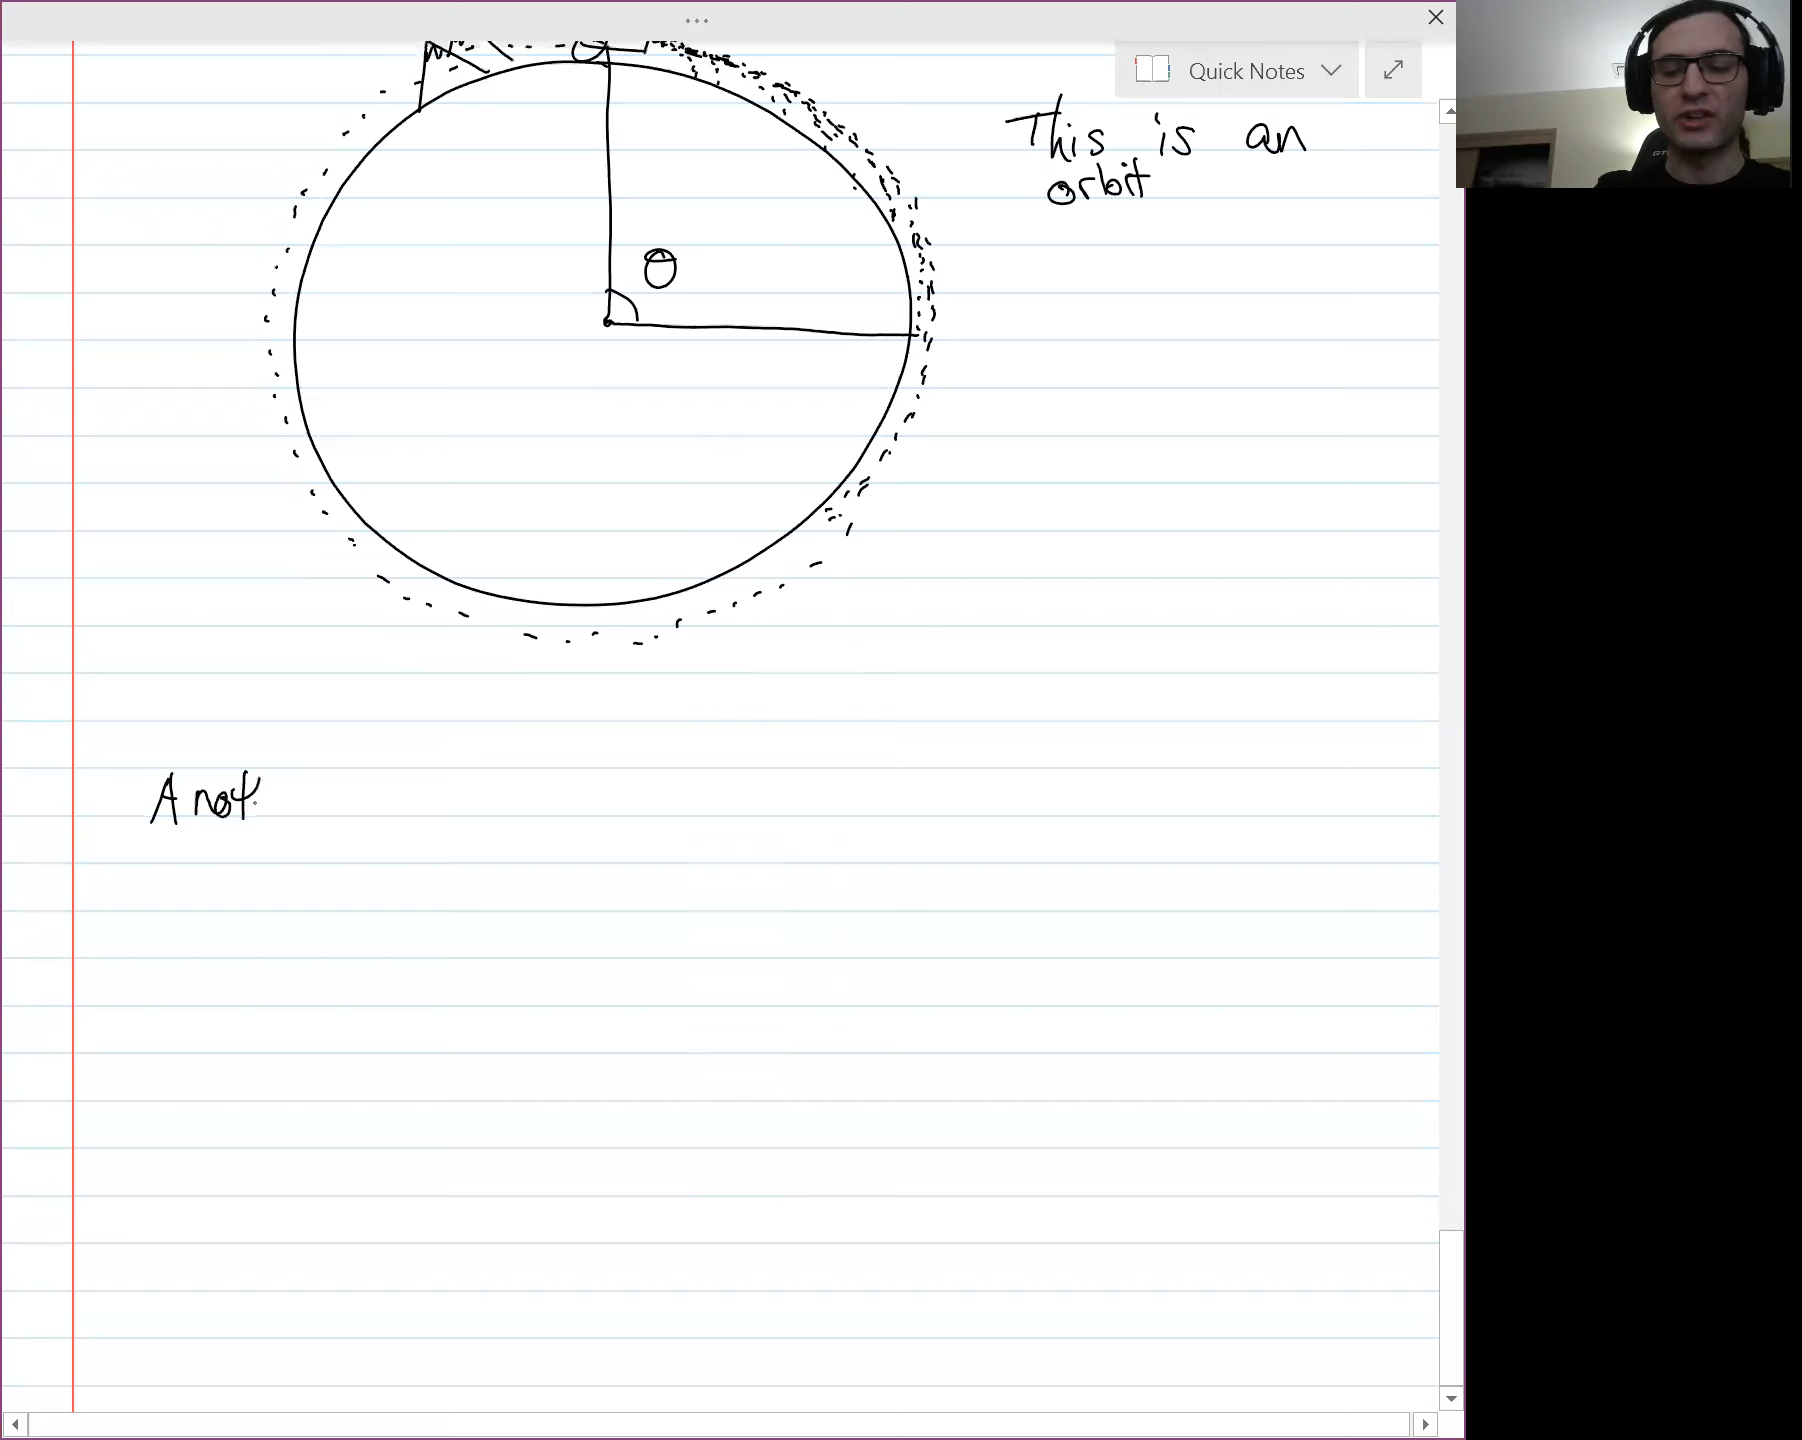 Quick Notes
This is an
orbit
θ
Anot